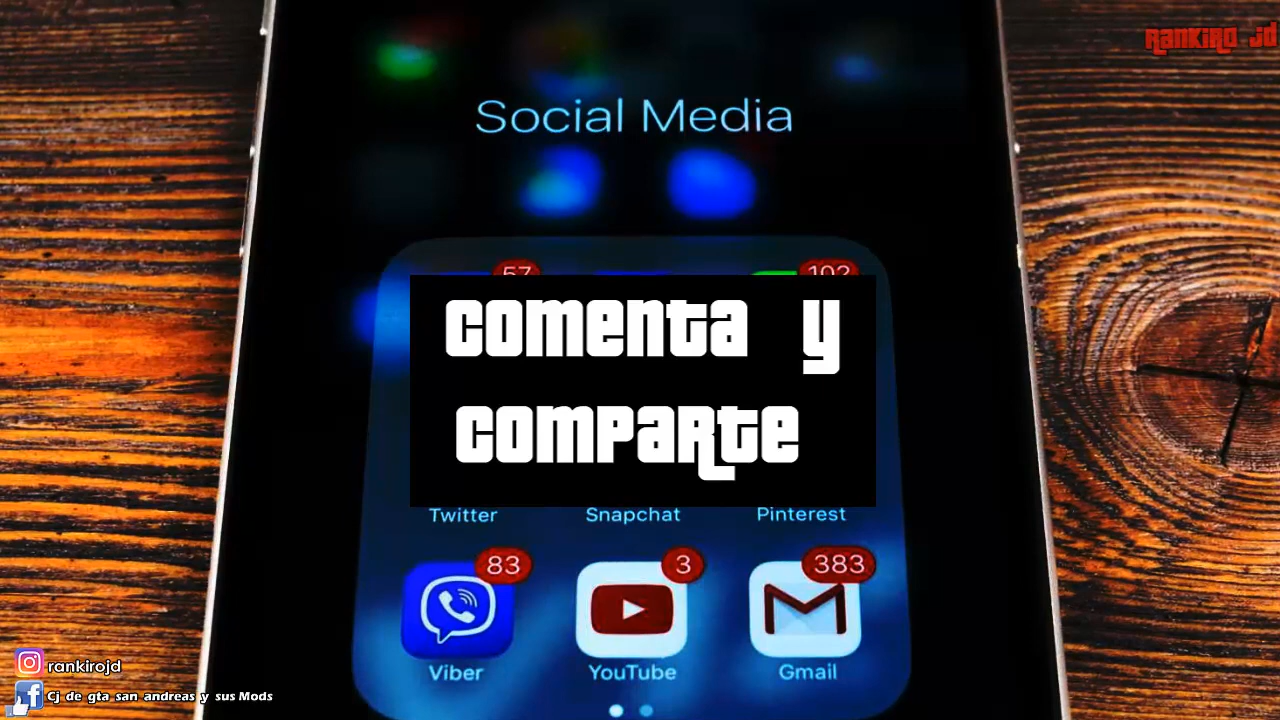 Rankiro Jd
Social Media
57
102
Comenta y
comparte
Twitter
Snapchat
Pinterest
83
3
383
Viber
YouTube
Gmail
rankirojd
Cj de gta san andreas y sus Mods